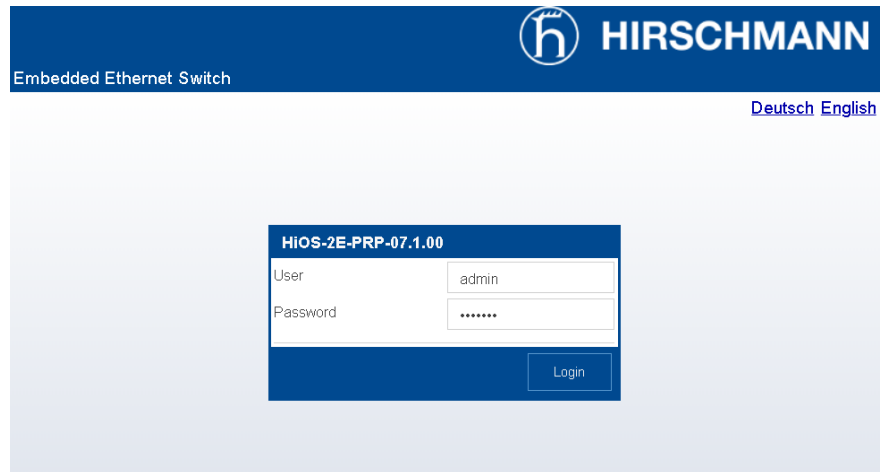 HIRSCHMANN
Embedded Ethernet Switch
Deutsch English
HiOS-2E-PRP-07.1.00
User admin
Password •••••••
Login